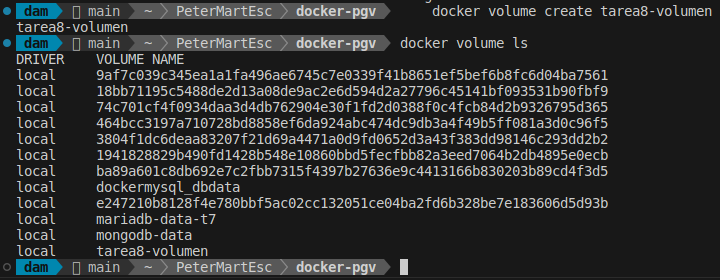 dam main ~ PeterMartEsc docker-pgv docker volume create tarea8-volumen
tarea8-volumen
dam main ~ PeterMartEsc docker-pgv docker volume ls
DRIVER VOLUME NAME
local 9af7c039c345ea1a1fa496ae6745c7e0339f41b8651ef5bef6b8fc6d04ba7561
local 18bb71195c5488de2d13a08de9ac2e6d594d2a27796c45141bf093531b90fbf9
local 74c701cf4f0934daa3d4db762904e30f1fd2d0388f0c4fcb84d2b9326795d365
local 464bcc3197a710728bd8858ef6da924abc474dc9db3a4f49b5ff081a3d0c96f5
local 3804f1dc6deaa83207f21d69a4471a0d9fd0652d3a43f383dd98146c293dd2b2
local 1941828829b490fd1428b548e10860bbd5fecfbb82a3eed7064b2db4895e0ecb
local ba89a601c8db692e7c2fbb7315f4397b27636e9c4413166b830203b89cd4f3d5
local dockermysql_dbdata
local e247210b8128f4e780bbf5ac02cc132051ce04ba2fd6b328be7e183606d5d93b
local mariadb-data-t7
local mongodb-data
local tarea8-volumen
dam main ~ PeterMartEsc docker-pgv